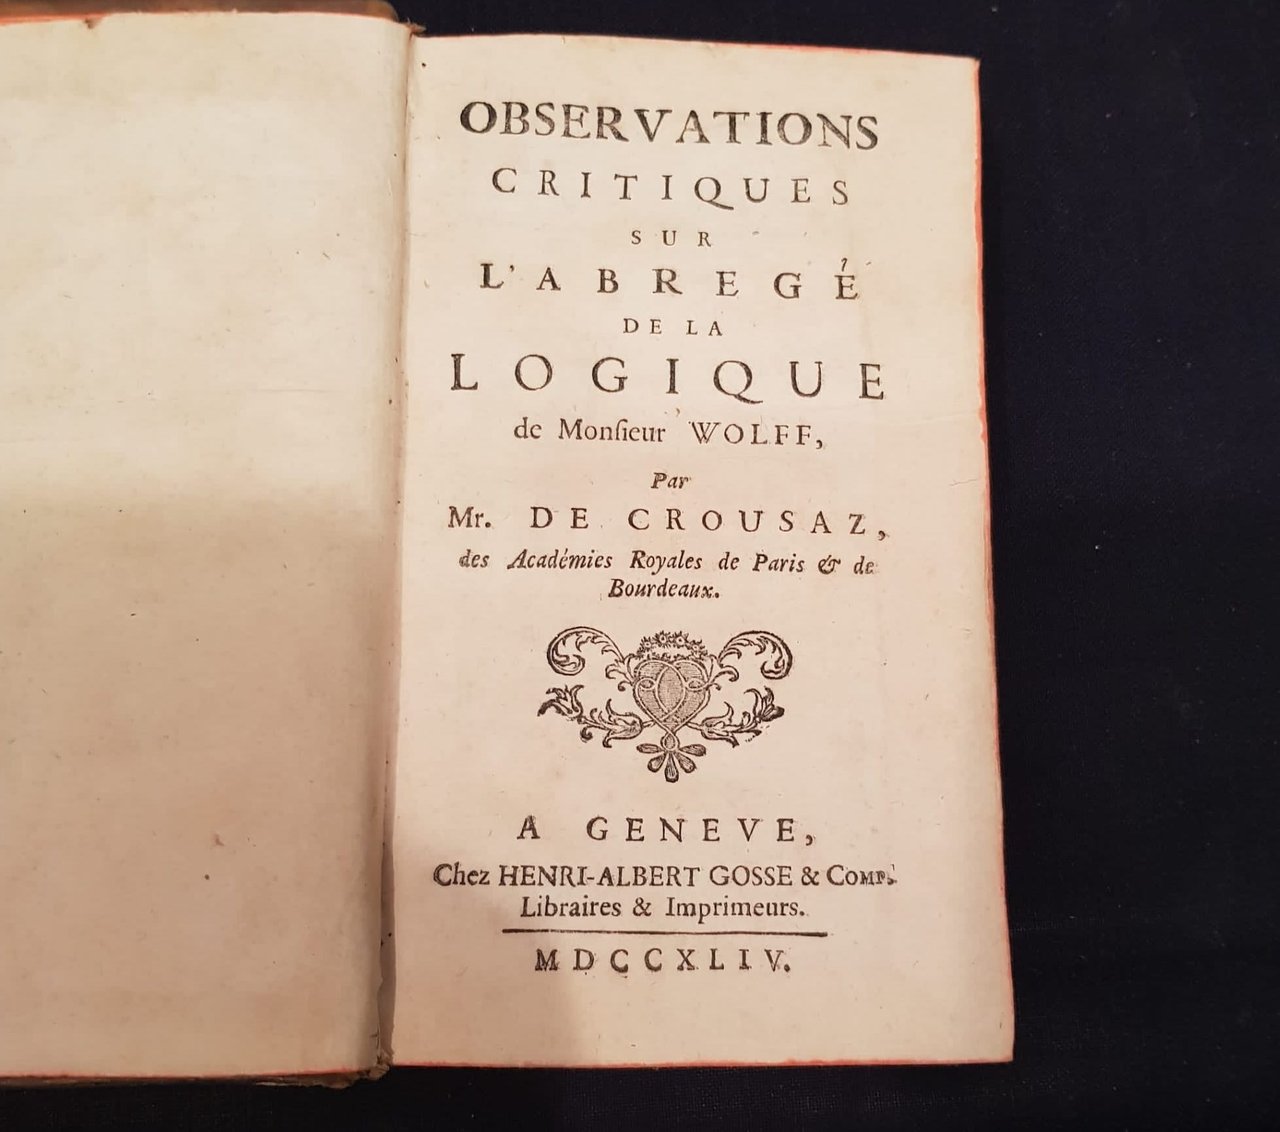 OBSERVATIONS
CRITIQUES
SUR
L'ABREGÉ
DE LA
LOGIQUE
de Monſieur WOLFF,
Par
Mr. DE CROUSAZ,
des Académies Royales de Paris & de
Bourdeaux.
A GENEVE,
Chez HENRI-ALBERT GOSSE & COMP.
Libraires & Imprimeurs.
MDCCXLIV.